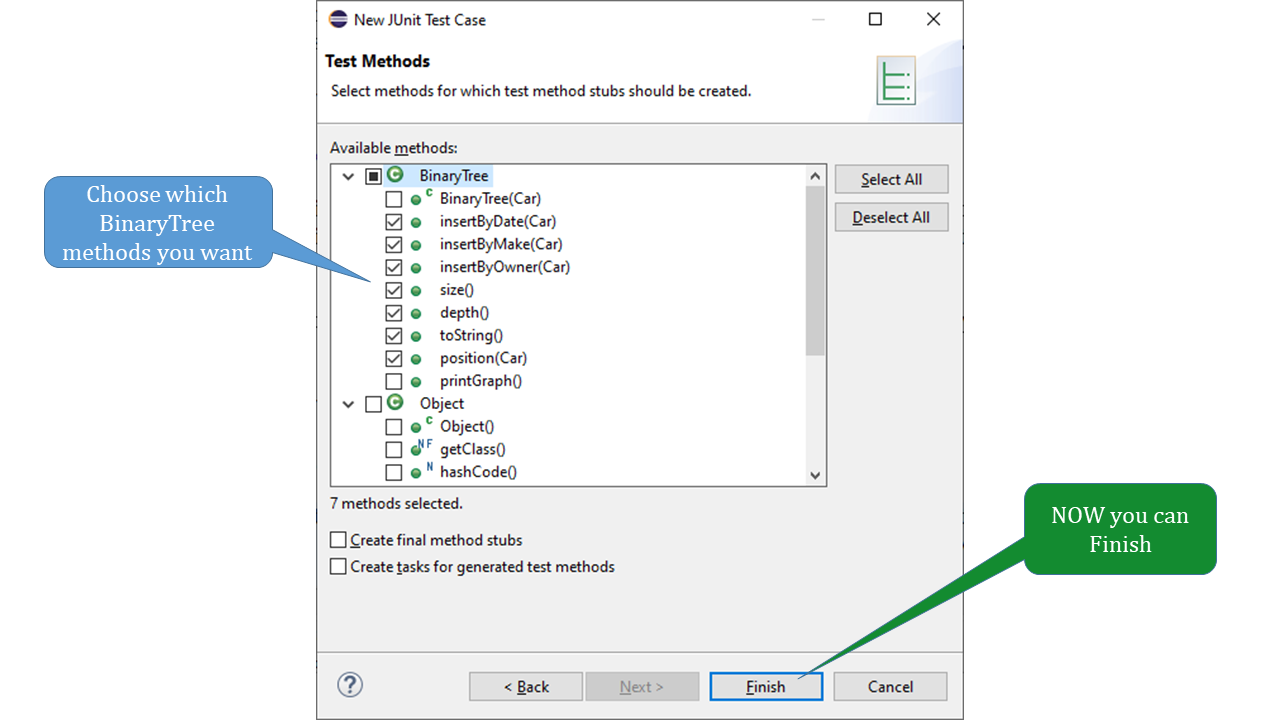 New JUnit Test Case
Test Methods
Select methods for which test method stubs should be created.
Available methods:
BinaryTree
BinaryTree(Car)
insertByDate(Car)
insertByMake(Car)
insertByOwner(Car)
size()
depth()
toString()
position(Car)
printGraph()
Object
Object()
getClass()
hashCode()
Select All
Deselect All
7 methods selected.
Create final method stubs
Create tasks for generated test methods
< Back
Next >
Finish
Cancel
Choose which
BinaryTree
methods you want
NOW you can
Finish